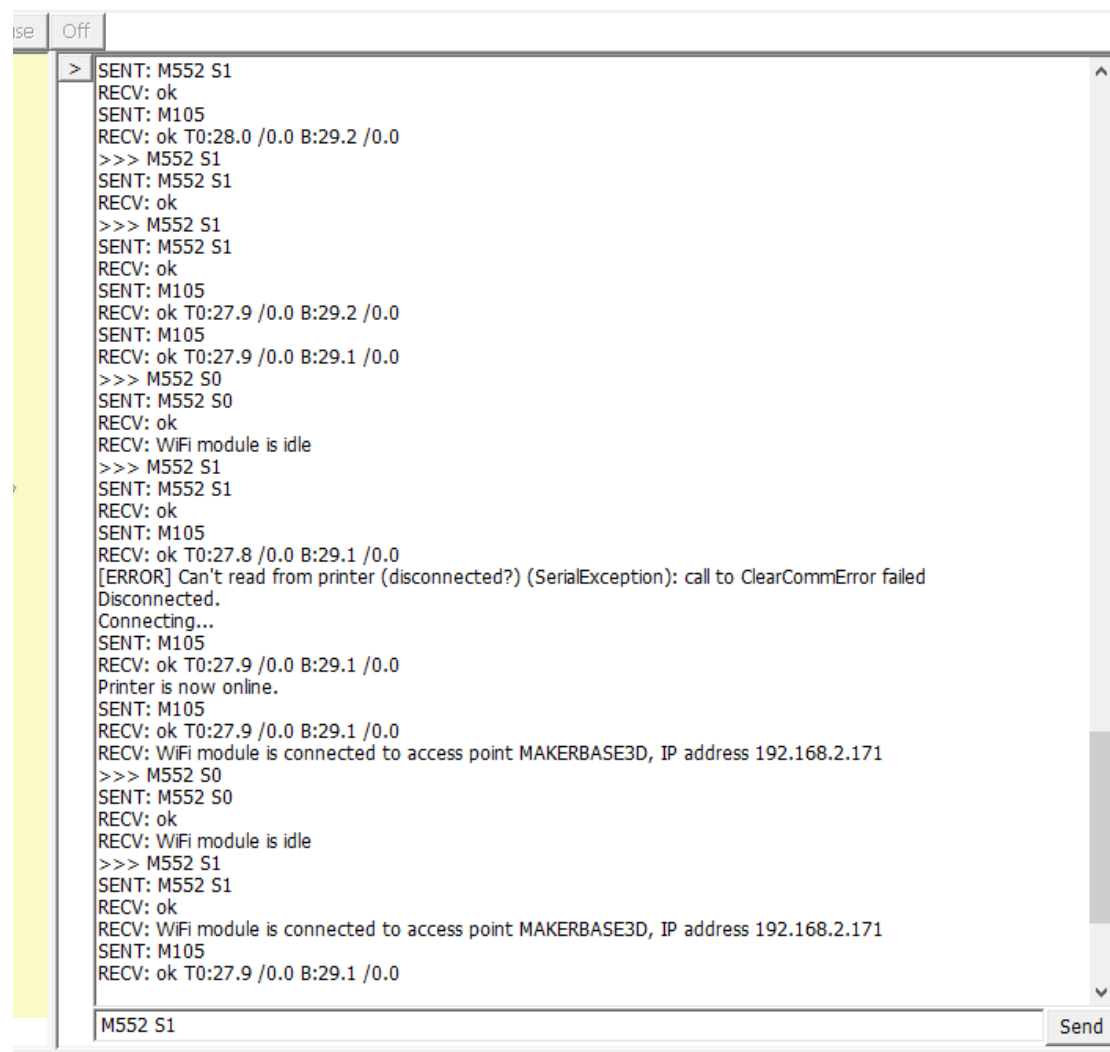 Off
>
SENT: M552 S1
RECV: ok
SENT: M105
RECV: ok T0:28.0 /0.0 B:29.2 /0.0
>>> M552 S1
SENT: M552 S1
RECV: ok
>>> M552 S1
SENT: M552 S1
RECV: ok
SENT: M105
RECV: ok T0:27.9 /0.0 B:29.2 /0.0
SENT: M105
RECV: ok T0:27.9 /0.0 B:29.1 /0.0
>>> M552 S0
SENT: M552 S0
RECV: ok
RECV: WiFi module is idle
>>> M552 S1
SENT: M552 S1
RECV: ok
SENT: M105
RECV: ok T0:27.8 /0.0 B:29.1 /0.0
[ERROR] Can't read from printer (disconnected?) (SerialException): call to ClearCommError failed
Disconnected.
Connecting...
SENT: M105
RECV: ok T0:27.9 /0.0 B:29.1 /0.0
Printer is now online.
SENT: M105
RECV: ok T0:27.9 /0.0 B:29.1 /0.0
RECV: WiFi module is connected to access point MAKERBASE3D, IP address 192.168.2.171
>>> M552 S0
SENT: M552 S0
RECV: ok
RECV: WiFi module is idle
>>> M552 S1
SENT: M552 S1
RECV: ok
RECV: WiFi module is connected to access point MAKERBASE3D, IP address 192.168.2.171
SENT: M105
RECV: ok T0:27.9 /0.0 B:29.1 /0.0
M552 S1
Send